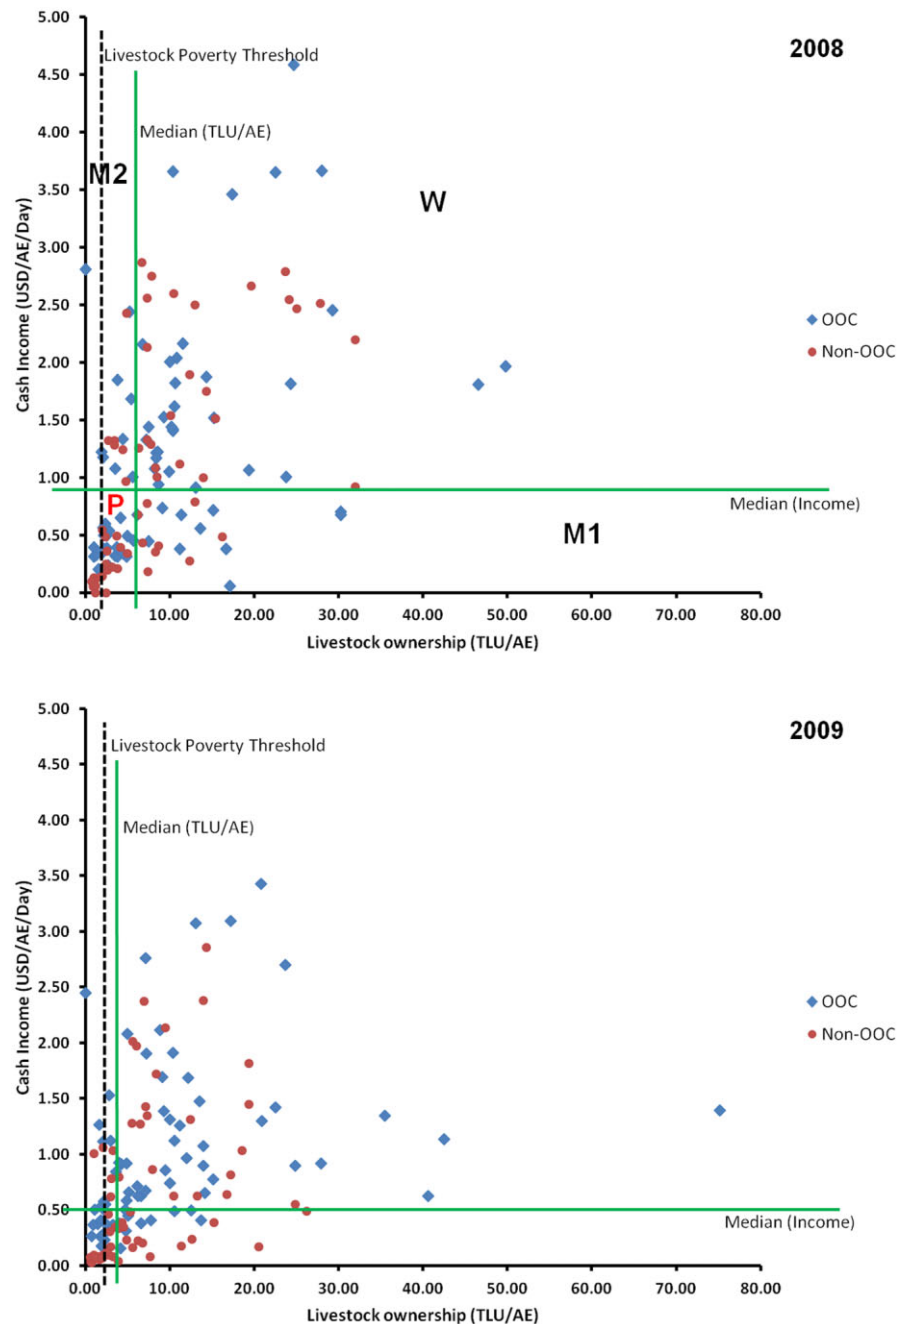 5.00
Livestock Poverty Threshold
2008
4.50
Median (TLU/AE)
4.00
M2
3.50
W
3.00
Cash Income (USD/AE/Day)
2.50
OOC
Non-OOC
2.00
1.50
1.00
P
Median (Income)
0.50
M1
0.00
0.00 10.00 20.00 30.00 40.00 50.00 60.00 70.00 80.00
Livestock ownership (TLU/AE)
5.00
2009
Livestock Poverty Threshold
4.50
4.00
Median (TLU/AE)
3.50
3.00
Cash Income (USD/AE/Day)
2.50
OOC
Non-OOC
2.00
1.50
1.00
0.50
Median (Income)
0.00
0.00 10.00 20.00 30.00 40.00 50.00 60.00 70.00 80.00
Livestock ownership (TLU/AE)